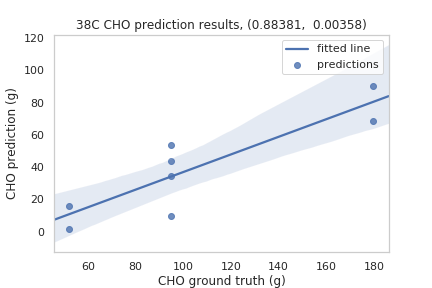 38C CHO prediction results, (0.88381,  0.00358)
fitted line
predictions
CHO prediction (g)
120
100
80
60
40
20
0
60 80 100 120 140 160 180
CHO ground truth (g)